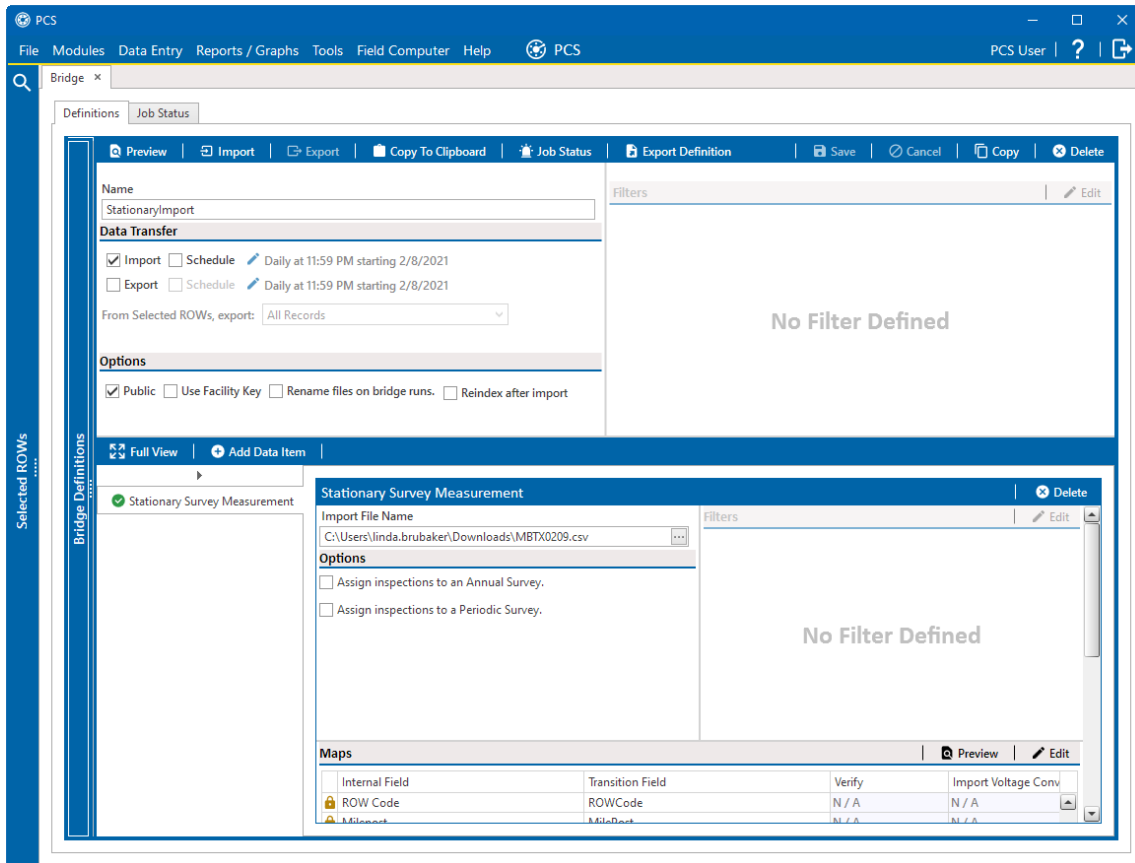 PCS
File Modules Data Entry Reports / Graphs Tools Field Computer Help PCS PCS User ?
Bridge ×
Definitions Job Status
Preview Import Export Copy To Clipboard Job Status Export Definition Save Cancel Copy Delete
Name
StationaryImport
Filters Edit
Data Transfer
Import Schedule Daily at 11:59 PM starting 2/8/2021
Export Schedule Daily at 11:59 PM starting 2/8/2021
From Selected ROWs, export: All Records
No Filter Defined
Options
Public Use Facility Key Rename files on bridge runs. Reindex after import
Selected ROWs
Bridge Definitions
Full View Add Data Item
Stationary Survey Measurement
Stationary Survey Measurement Delete
Import File Name
C:\Users\linda.brubaker\Downloads\MBTX0209.csv ...
Filters Edit
Options
Assign inspections to an Annual Survey.
Assign inspections to a Periodic Survey.
No Filter Defined
Maps Preview Edit
Internal Field Transition Field Verify Import Voltage Conv
ROW Code ROWCode N / A N / A
Milepost MilePost N / A N / A